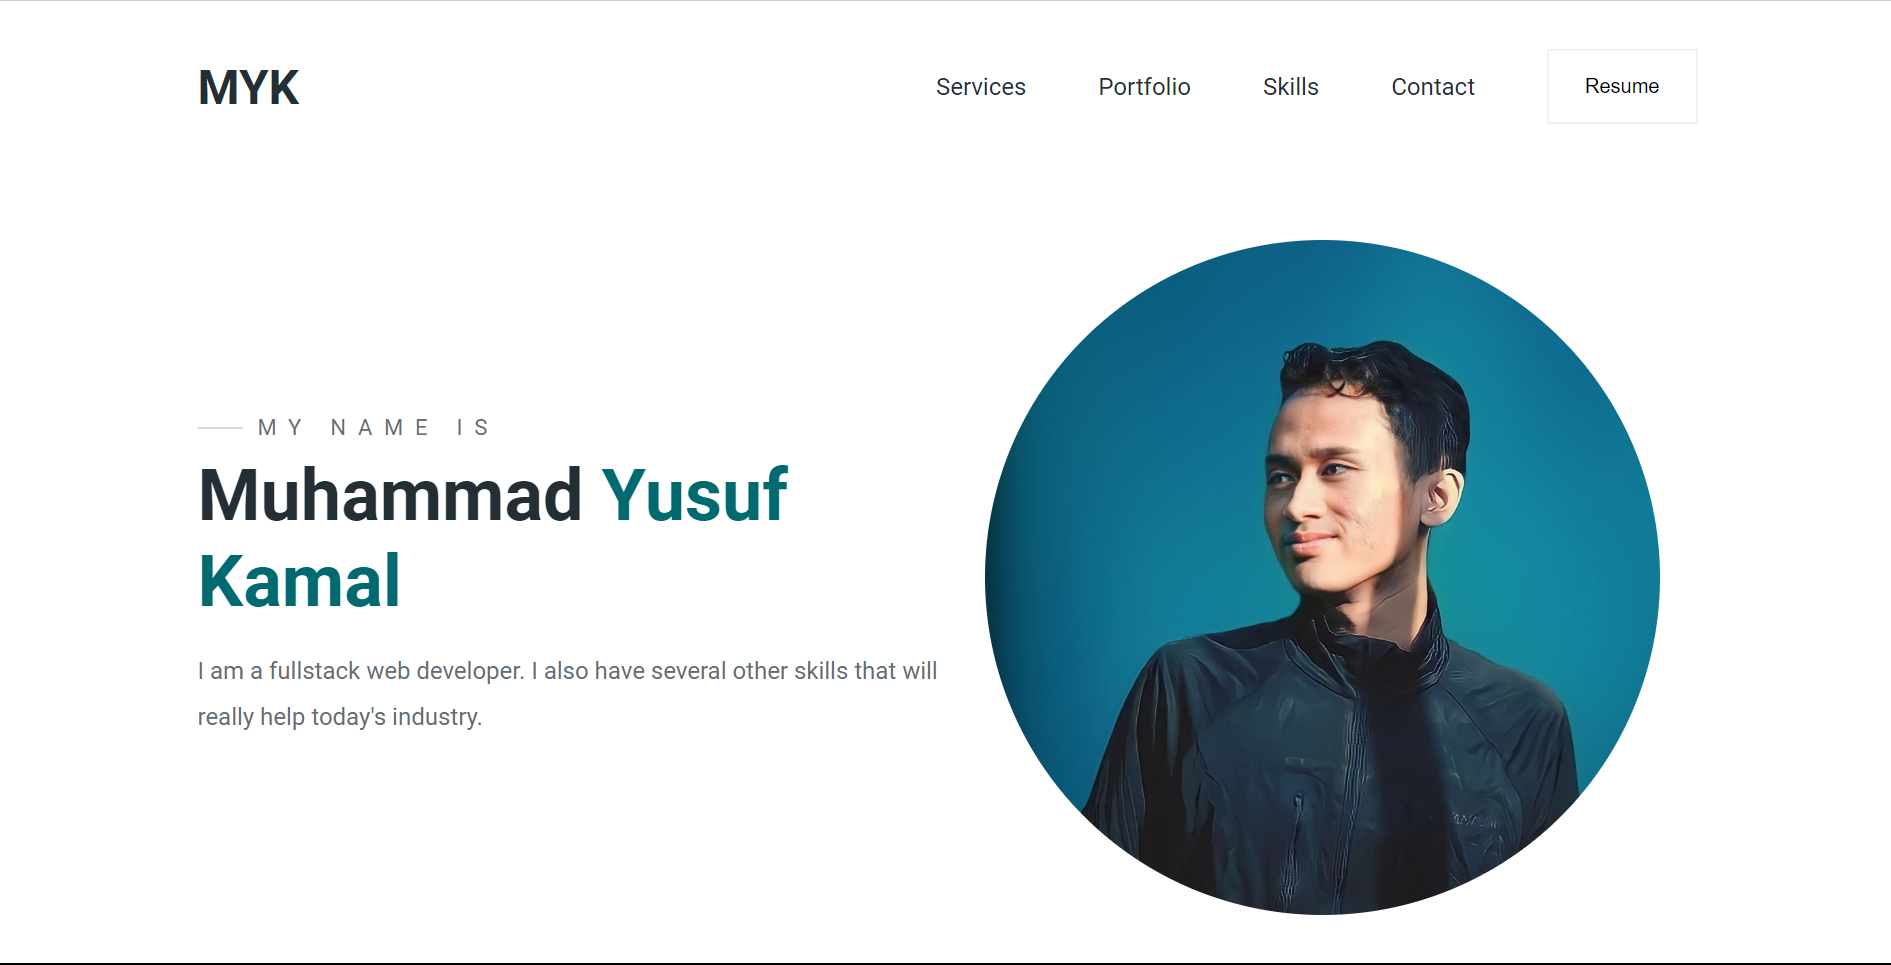 MYK
Services
Portfolio
Skills
Contact
Resume
MY NAME IS
Muhammad Yusuf
Kamal
I am a fullstack web developer. I also have several other skills that will
really help today's industry.